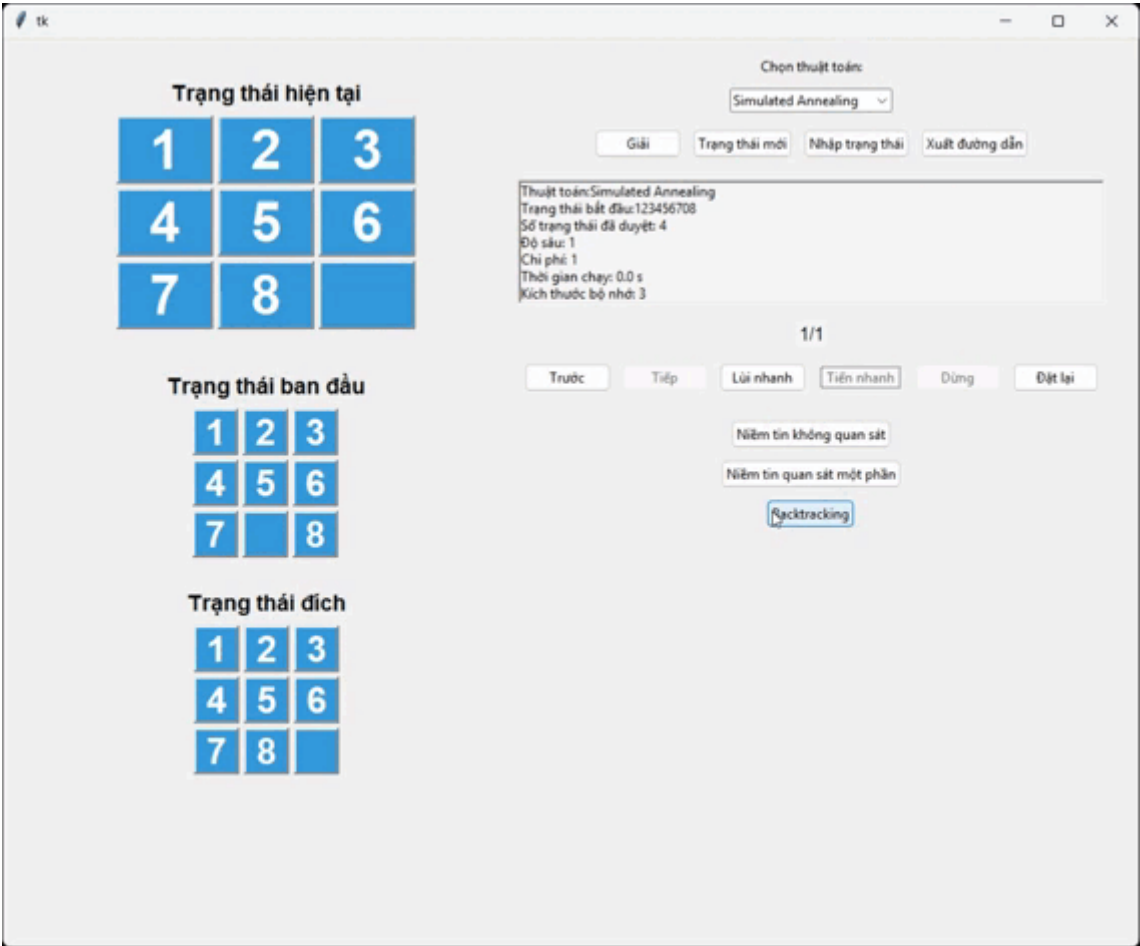 tk
Trạng thái hiện tại
1 2 3
4 5 6
7 8
Trạng thái ban đầu
1 2 3
4 5 6
7 8
Trạng thái đích
1 2 3
4 5 6
7 8
Chọn thuật toán:
Simulated Annealing
Giải Trạng thái mới Nhập trạng thái Xuất đường dẫn
Thuật toán:Simulated Annealing
Trạng thái bắt đầu:123456708
Số trạng thái đã duyệt: 4
Độ sâu: 1
Chi phí: 1
Thời gian chạy: 0.0 s
Kích thước bộ nhớ: 3
1/1
Trước Tiếp Lùi nhanh Tiến nhanh Dừng Đặt lại
Niềm tin không quan sát
Niềm tin quan sát một phần
Backtracking